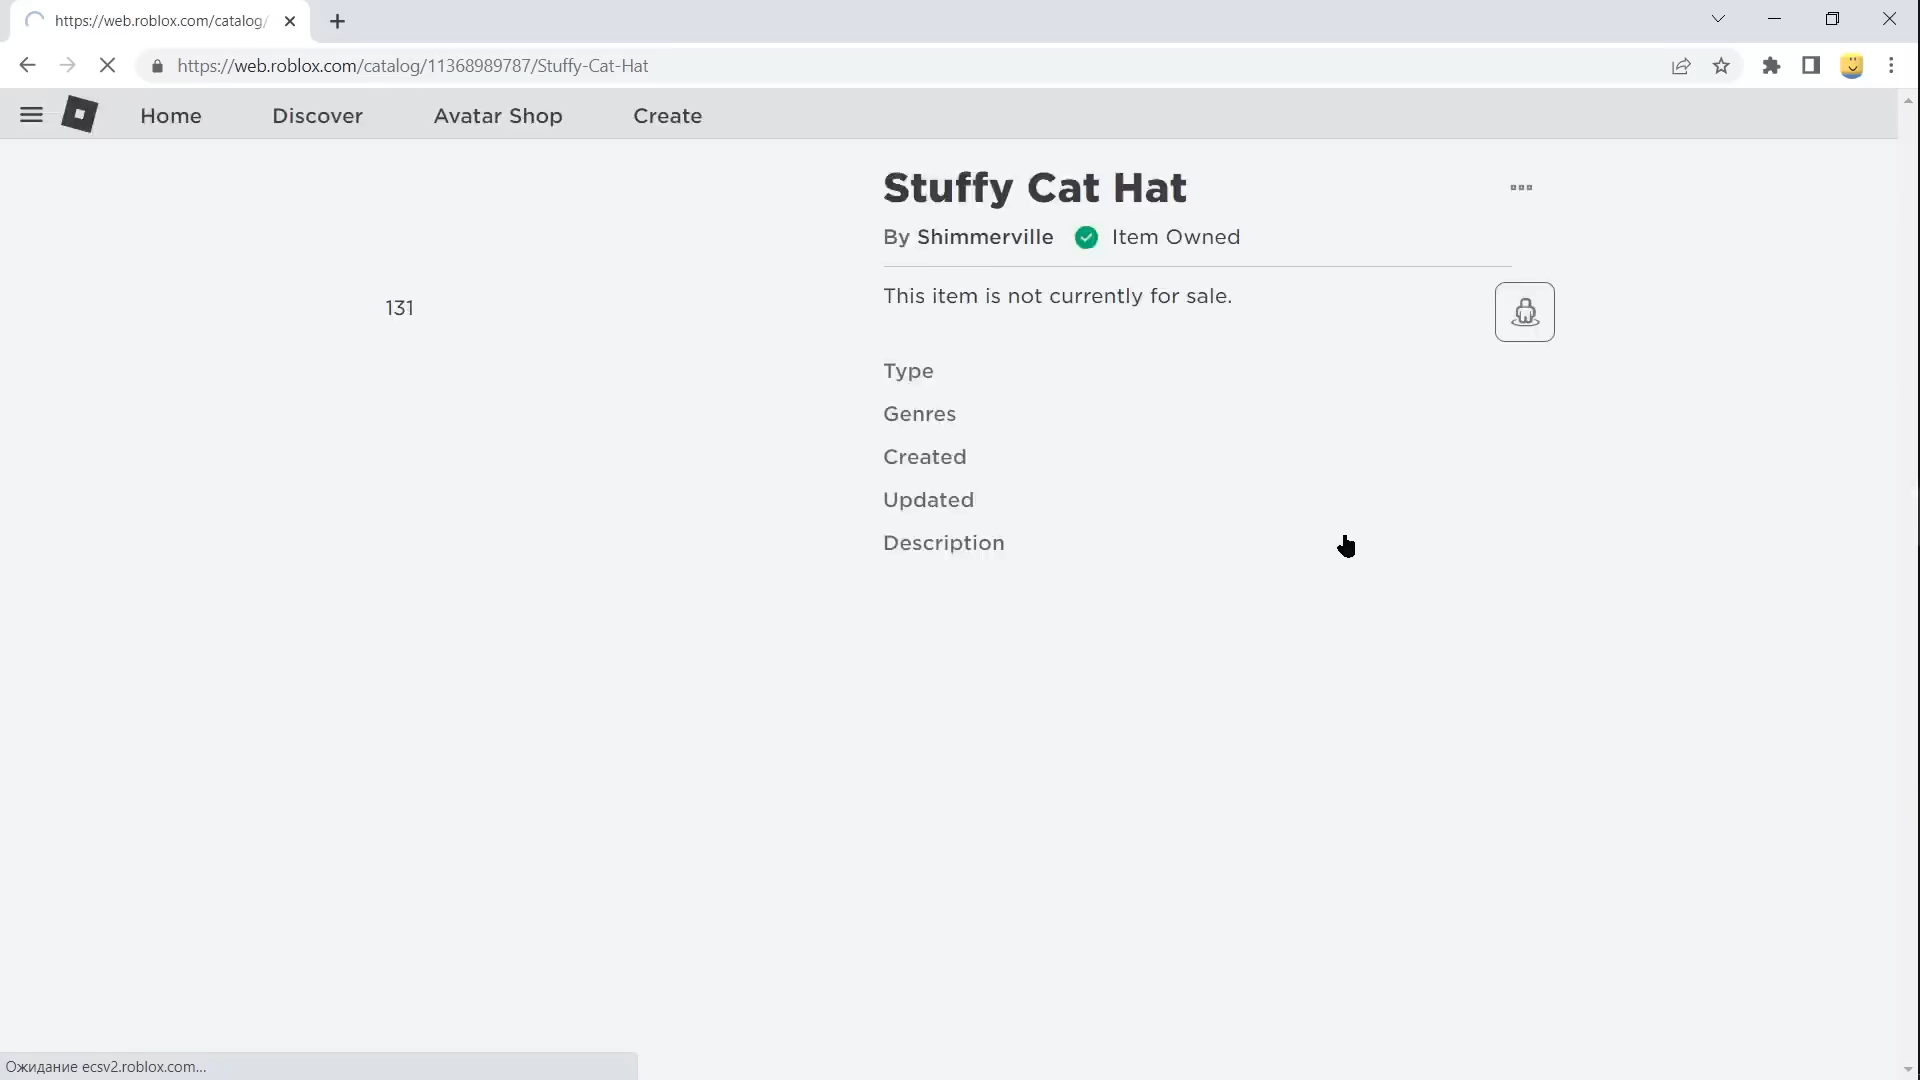 https://web.roblox.com/catalog/
https://web.roblox.com/catalog/11368989787/Stuffy-Cat-Hat
Home Discover Avatar Shop Create
Stuffy Cat Hat
By Shimmerville Item Owned
This item is not currently for sale.
131
Type
Genres
Created
Updated
Description
Ожидание ecsv2.roblox.com...